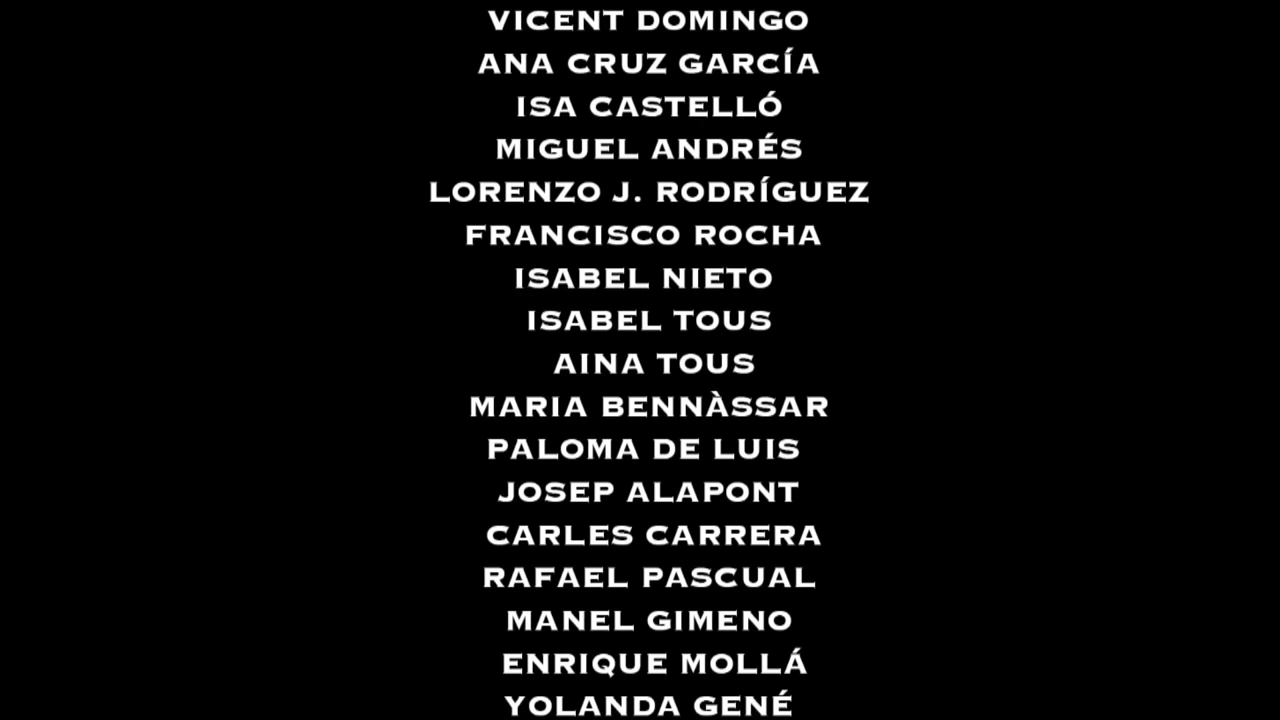 VICENT DOMINGO
ANA CRUZ GARCÍA
ISA CASTELLÓ
MIGUEL ANDRÉS
LORENZO J. RODRÍGUEZ
FRANCISCO ROCHA
ISABEL NIETO
ISABEL TOUS
AINA TOUS
MARIA BENNÀSSAR
PALOMA DE LUIS
JOSEP ALAPONT
CARLES CARRERA
RAFAEL PASCUAL
MANEL GIMENO
ENRIQUE MOLLÁ
YOLANDA GENÉ